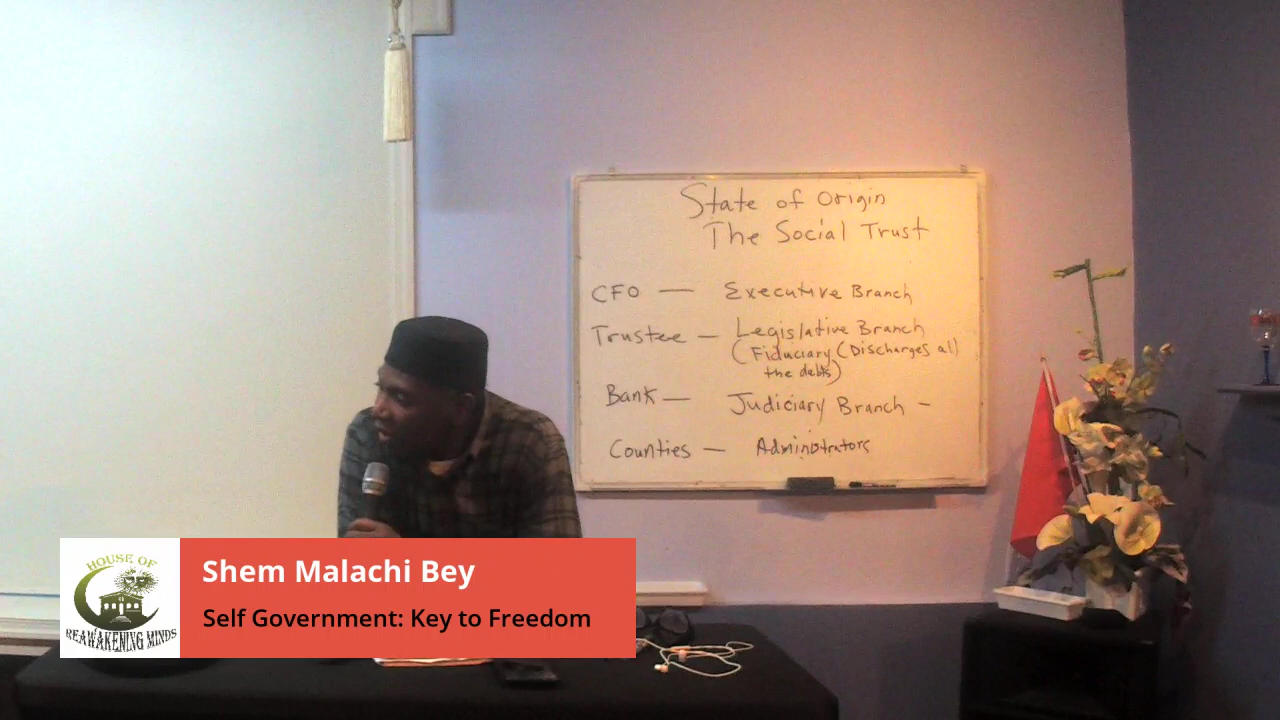 State of Origin
The Social Trust
CFO — Executive Branch
Trustee — Legislative Branch
(Fiduciary (Discharges all
the debts)
Bank — Judiciary Branch –
Counties — Administrators
HOUSE OF
REAWAKENING MINDS
Shem Malachi Bey
Self Government: Key to Freedom